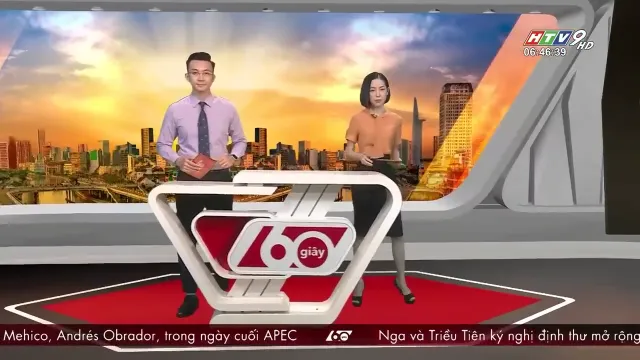 HTV9 HD
06.46.39
60 giây
Mehico, Andrés Obrador, trong ngày cuối APEC 60 Nga và Triều Tiên ký nghị định thư mở rộng